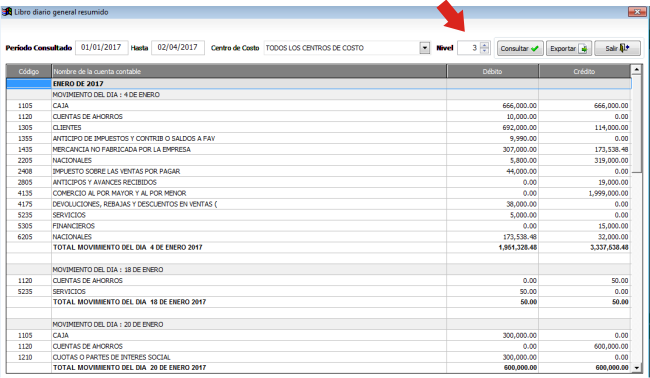 Libro diario general resumido
Periodo Consultado 01/01/2017 Hasta 02/04/2017 Centro de Costo TODOS LOS CENTROS DE COSTO Nivel 3 Consultar Exportar Salir
Código Nombre de la cuenta contable Débito Crédito
ENERO DE 2017
MOVIMIENTO DEL DIA : 4 DE ENERO
1105 CAJA 666,000.00 666,000.00
1120 CUENTAS DE AHORROS 10,000.00 0.00
1305 CLIENTES 692,000.00 114,000.00
1355 ANTICIPO DE IMPUESTOS Y CONTRIB O SALDOS A FAV 9,990.00 0.00
1435 MERCANCIA NO FABRICADA POR LA EMPRESA 307,000.00 173,538.48
2205 NACIONALES 5,800.00 319,000.00
2408 IMPUESTO SOBRE LAS VENTAS POR PAGAR 44,000.00 0.00
2805 ANTICIPOS Y AVANCES RECIBIDOS 0.00 19,000.00
4135 COMERCIO AL POR MAYOR Y AL POR MENOR 0.00 1,999,000.00
4175 DEVOLUCIONES, REBAJAS Y DESCUENTOS EN VENTAS ( 38,000.00 0.00
5235 SERVICIOS 5,000.00 0.00
5305 FINANCIEROS 0.00 15,000.00
6205 NACIONALES 173,538.48 32,000.00
TOTAL MOVIMIENTO DEL DIA 4 DE ENERO 2017 1,951,328.48 3,337,538.48
MOVIMIENTO DEL DIA : 18 DE ENERO
1120 CUENTAS DE AHORROS 0.00 50.00
5235 SERVICIOS 50.00 0.00
TOTAL MOVIMIENTO DEL DIA 18 DE ENERO 2017 50.00 50.00
MOVIMIENTO DEL DIA : 20 DE ENERO
1105 CAJA 300,000.00 0.00
1120 CUENTAS DE AHORROS 0.00 600,000.00
1210 CUOTAS O PARTES DE INTERES SOCIAL 300,000.00 0.00
TOTAL MOVIMIENTO DEL DIA 20 DE ENERO 2017 600,000.00 600,000.00